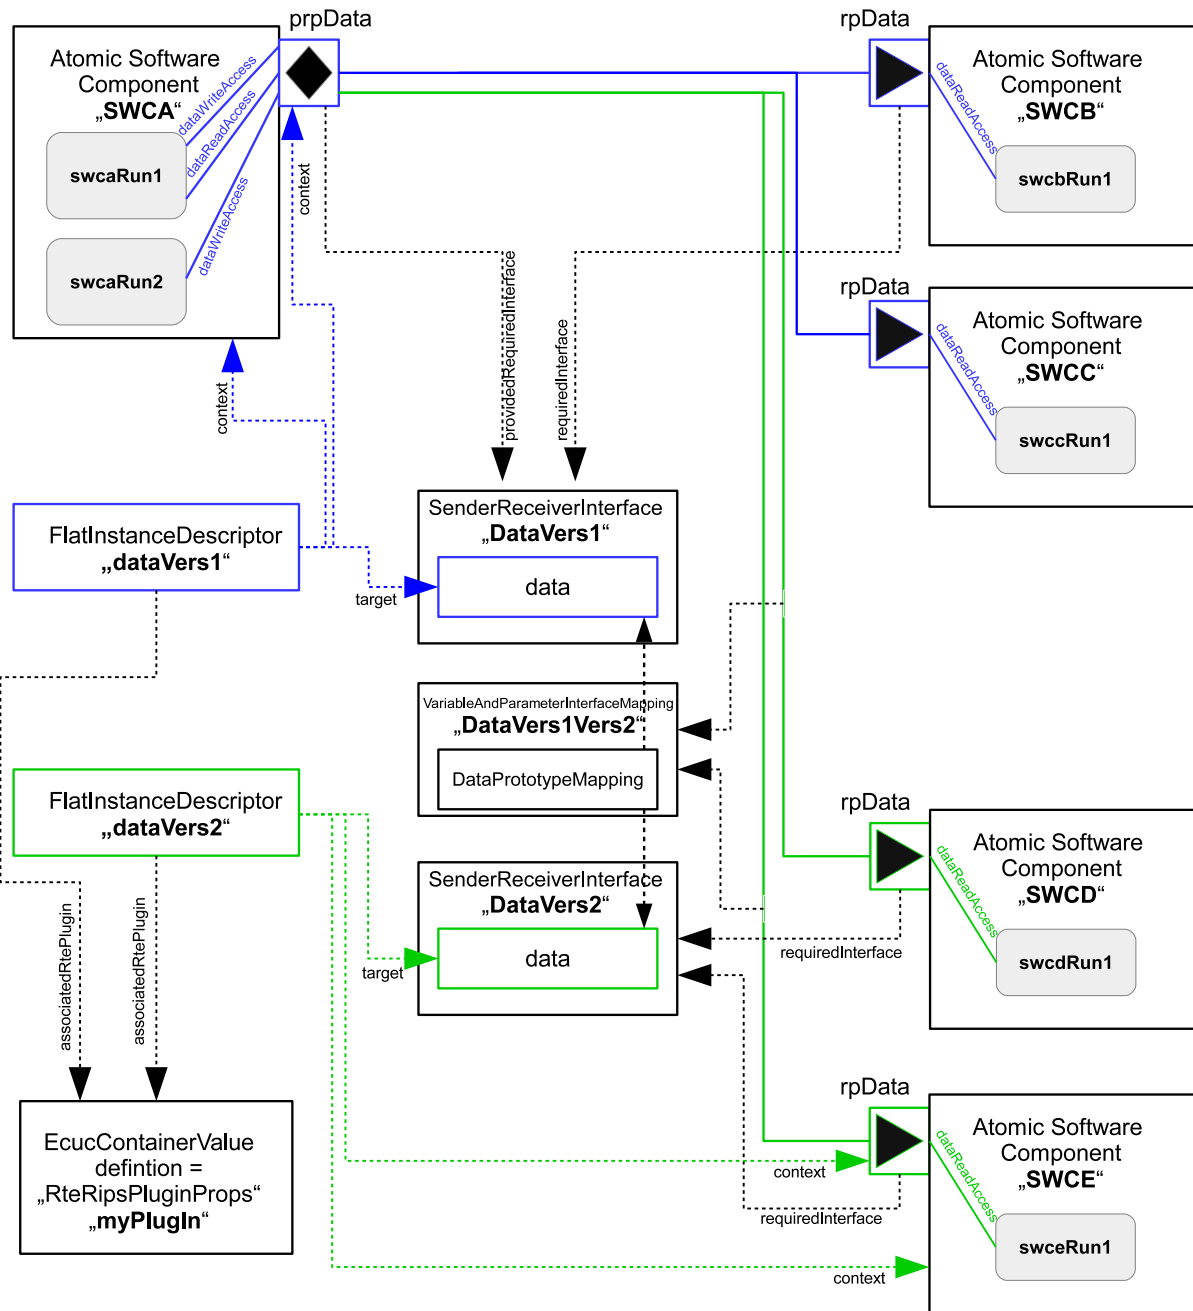 prpData
rpData
Atomic Software
Component
„SWCA“
dataWriteAccess
dataReadAccess
dataWriteAccess
swcaRun1
swcaRun2
context
context
Atomic Software
Component
„SWCB“
dataReadAccess
swcbRun1
rpData
Atomic Software
Component
„SWCC“
dataReadAccess
swccRun1
providedRequiredInterface
requiredInterface
FlatInstanceDescriptor
„dataVers1“
target
SenderReceiverInterface
„DataVers1“
data
VariableAndParameterInterfaceMapping
„DataVers1Vers2“
DataPrototypeMapping
FlatInstanceDescriptor
„dataVers2“
target
SenderReceiverInterface
„DataVers2“
data
rpData
Atomic Software
Component
„SWCD“
dataReadAccess
swcdRun1
requiredInterface
associatedRtePlugin
associatedRtePlugin
EcucContainerValue
defintion =
„RteRipsPluginProps“
„myPlugIn“
rpData
Atomic Software
Component
„SWCE“
dataReadAccess
swceRun1
context
requiredInterface
context